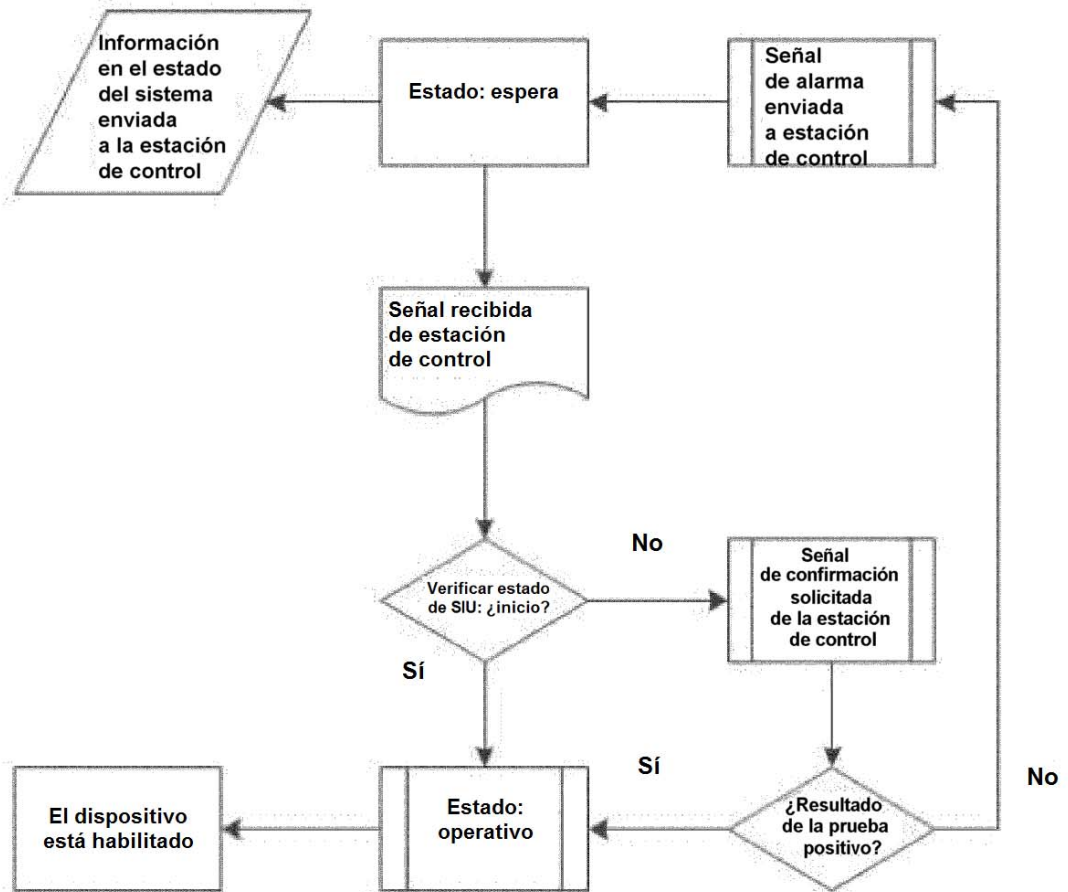 Información
en el estado
del sistema
enviada
a la estación
de control
Estado: espera
Señal
de alarma
enviada
a estación
de control
Señal recibida
de estación
de control
Verificar estado
de SIU: ¿inicio?
No
Señal
de confirmación
solicitada
de la estación
de control
Sí
El dispositivo
está habilitado
Estado:
operativo
Sí
¿Resultado
de la prueba
positivo?
No